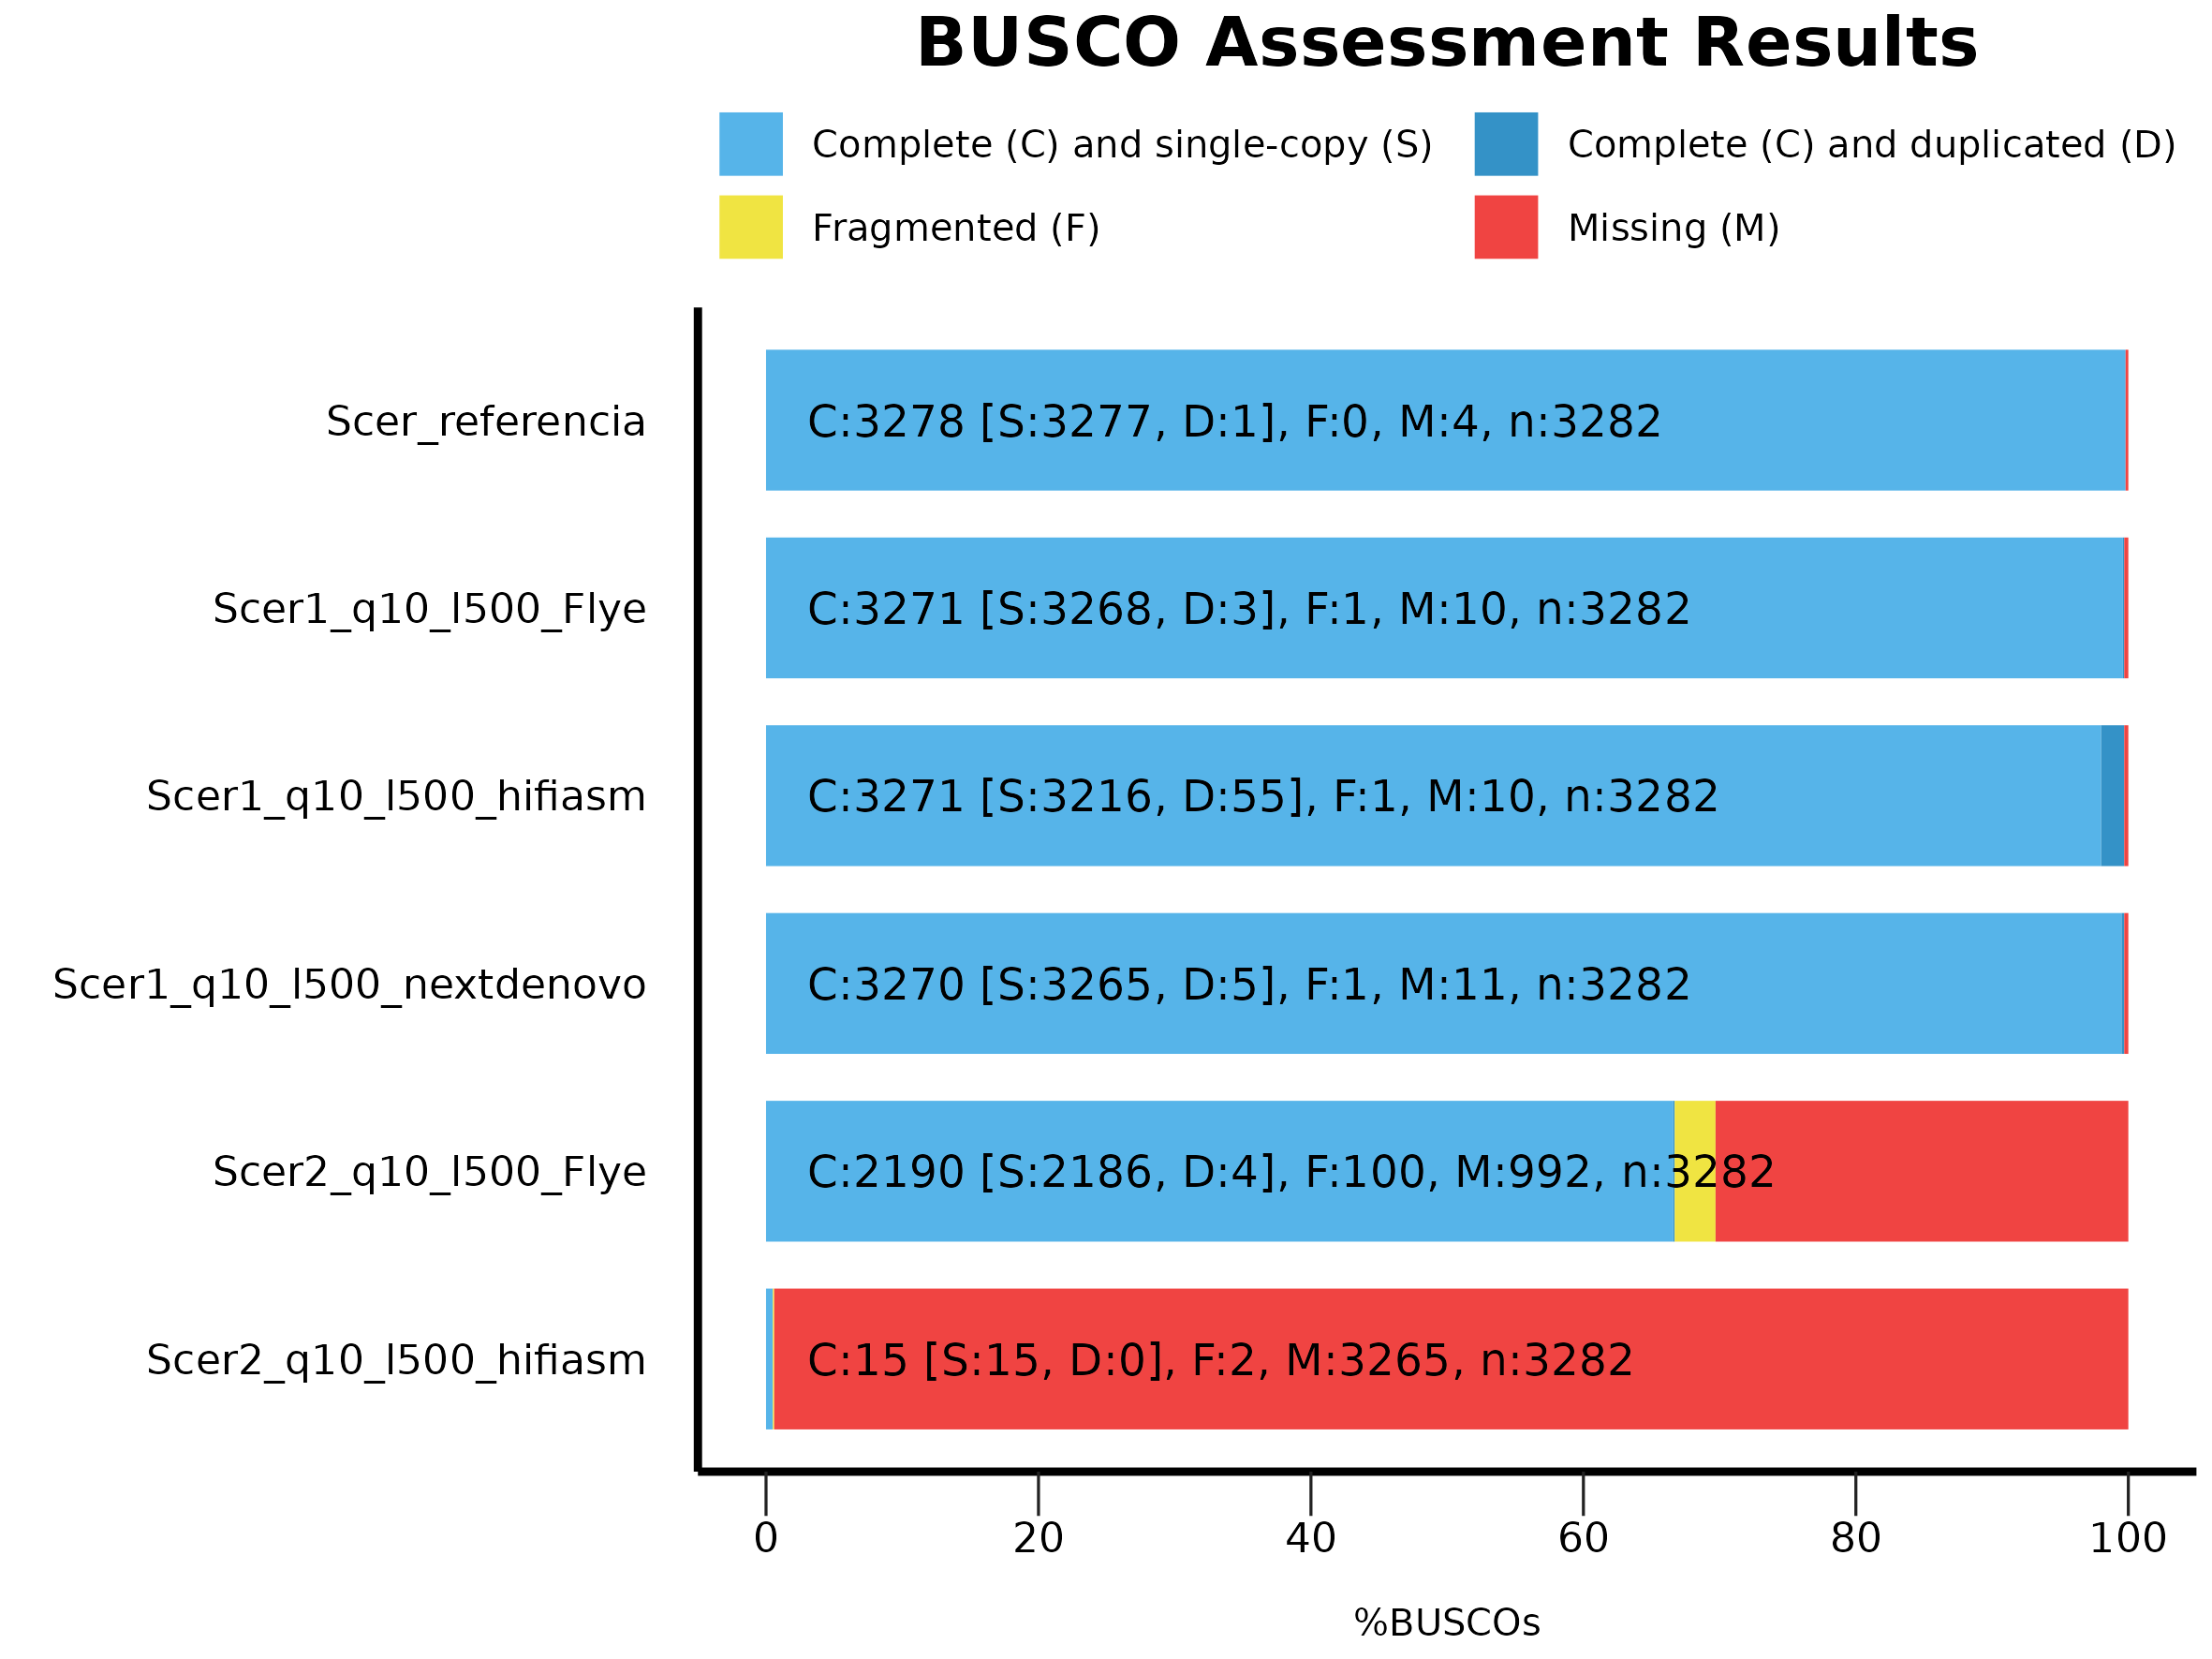 BUSCO Assessment Results
Complete (C) and single-copy (S) Complete (C) and duplicated (D)
Fragmented (F) Missing (M)
Scer_referencia C:3278 [S:3277, D:1], F:0, M:4, n:3282
Scer1_q10_l500_Flye C:3271 [S:3268, D:3], F:1, M:10, n:3282
Scer1_q10_l500_hifiasm C:3271 [S:3216, D:55], F:1, M:10, n:3282
Scer1_q10_l500_nextdenovo C:3270 [S:3265, D:5], F:1, M:11, n:3282
Scer2_q10_l500_Flye C:2190 [S:2186, D:4], F:100, M:992, n:3282
Scer2_q10_l500_hifiasm C:15 [S:15, D:0], F:2, M:3265, n:3282
0 20 40 60 80 100
%BUSCOs